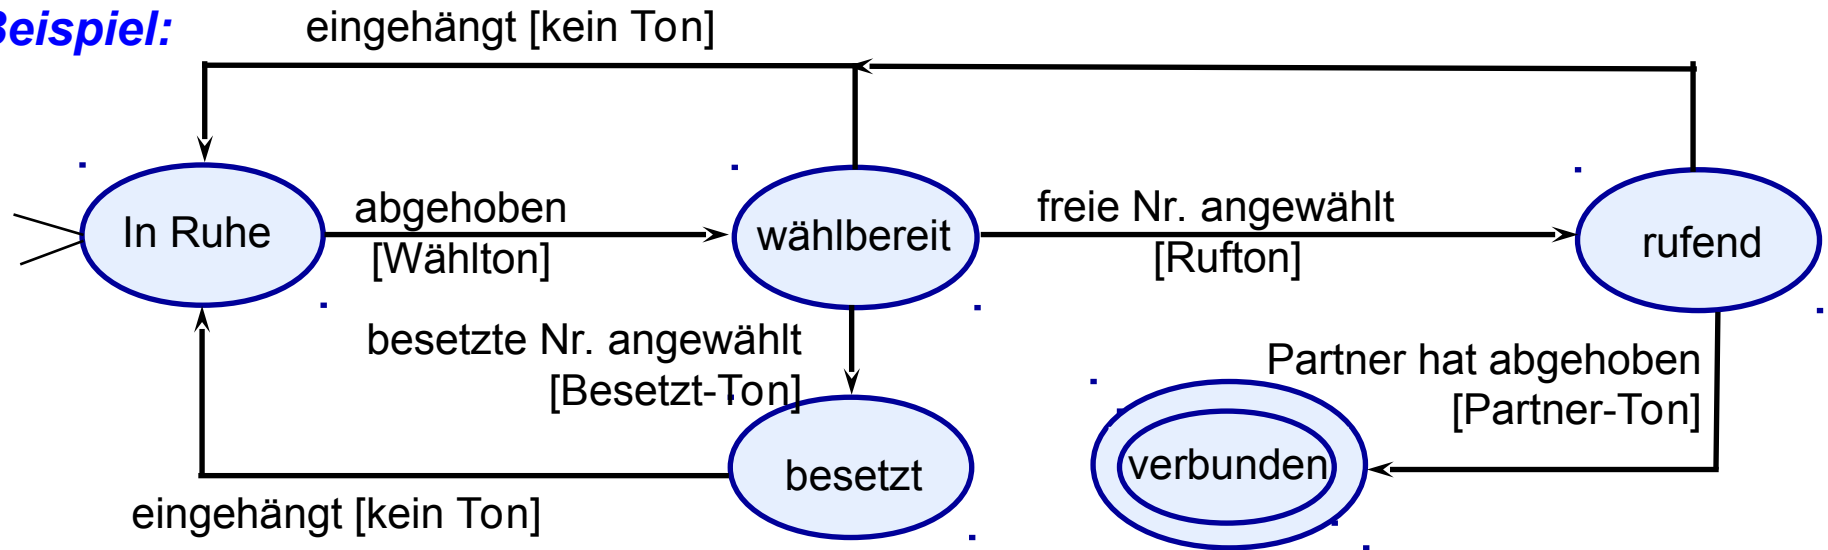 Beispiel:
eingehängt [kein Ton]
In Ruhe
abgehoben
[Wählton]
wählbereit
freie Nr. angewählt
[Rufton]
rufend
besetzte Nr. angewählt
[Besetzt-Ton]
Partner hat abgehoben
[Partner-Ton]
besetzt
verbunden
eingehängt [kein Ton]